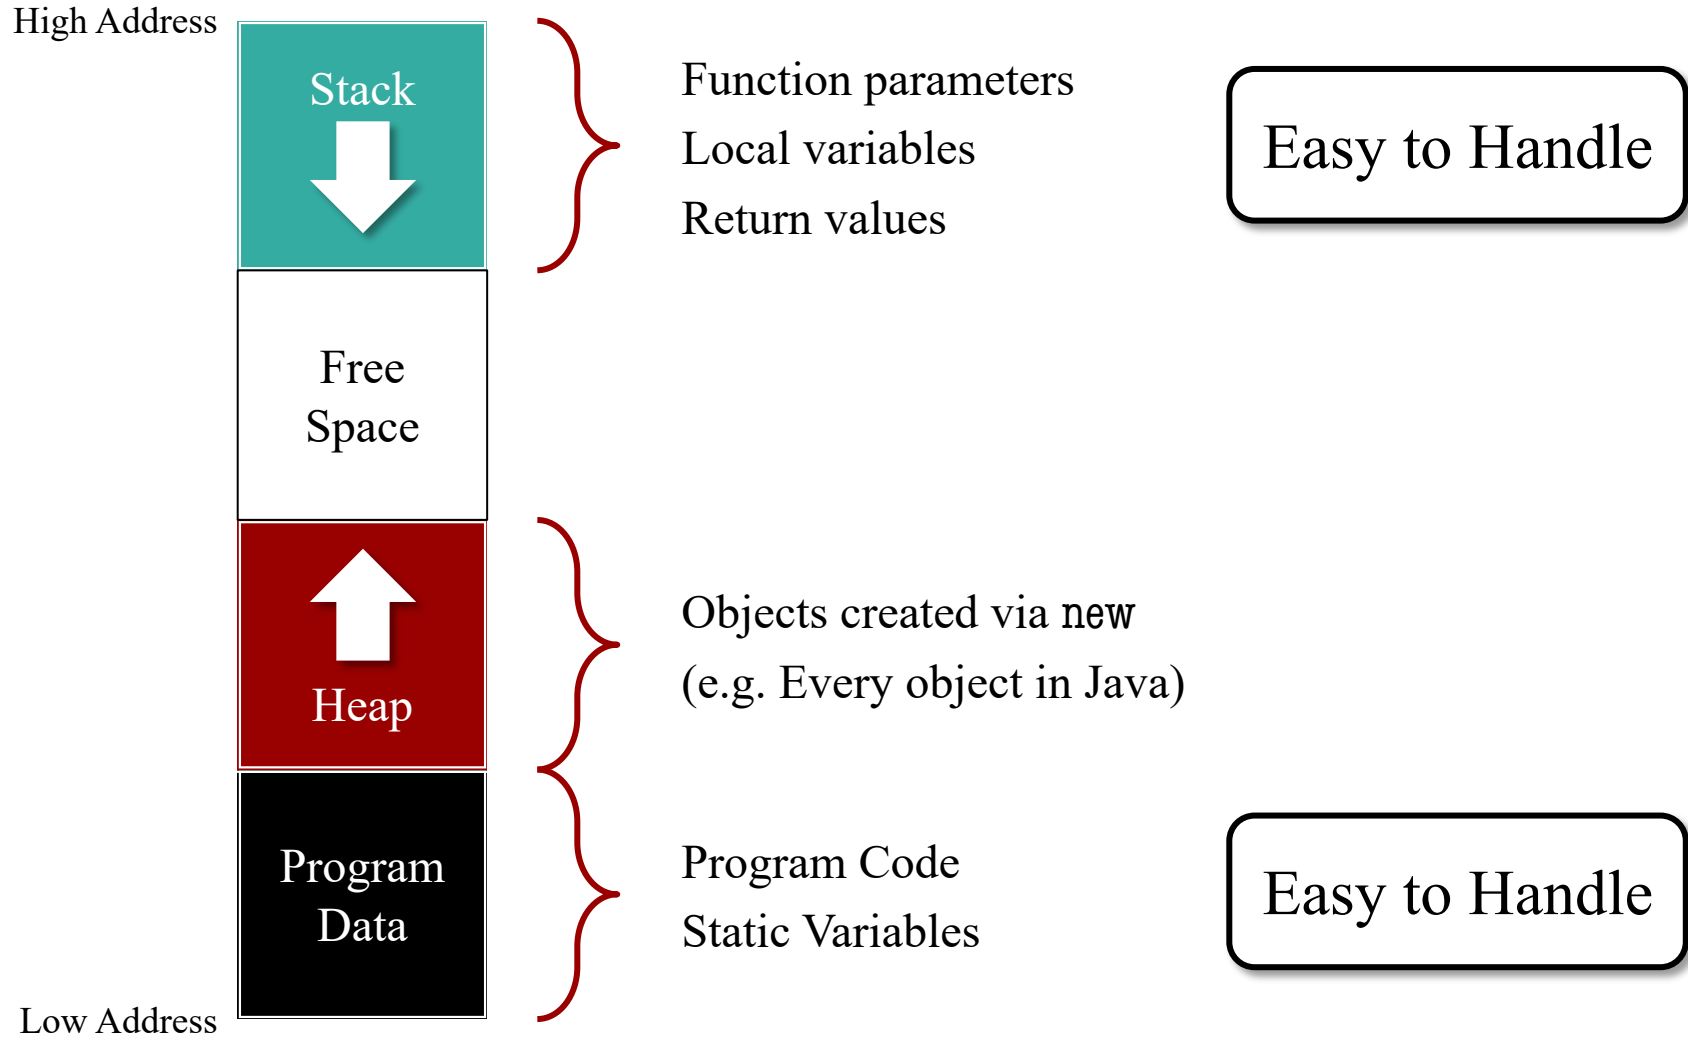 High Address
Stack
Function parameters
Local variables
Return values
Easy to Handle
Free
Space
Heap
Objects created via new
(e.g. Every object in Java)
Program
Data
Program Code
Static Variables
Easy to Handle
Low Address